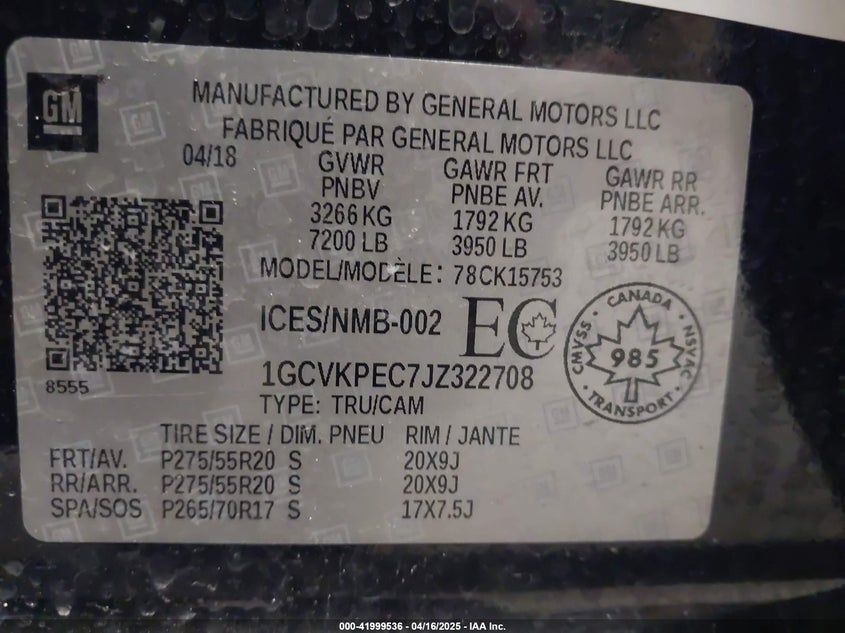 GM
MANUFACTURED BY GENERAL MOTORS LLC
FABRIQUÉ PAR GENERAL MOTORS LLC
04/18 GVWR GAWR FRT GAWR RR
PNBV PNBE AV. PNBE ARR.
3266 KG 1792 KG 1792 KG
7200 LB 3950 LB 3950 LB
MODEL/MODÈLE: 78CK15753
ICES/NMB-002 EC
CANADA
CMVSS 985 NSVAC
TRANSPORT
8555
1GCVKPEC7JZ322708
TYPE: TRU/CAM
TIRE SIZE / DIM. PNEU RIM / JANTE
FRT/AV. P275/55R20 S 20X9J
RR/ARR. P275/55R20 S 20X9J
SPA/SOS P265/70R17 S 17X7.5J
000-41999536 - 04/16/2025 - IAA Inc.